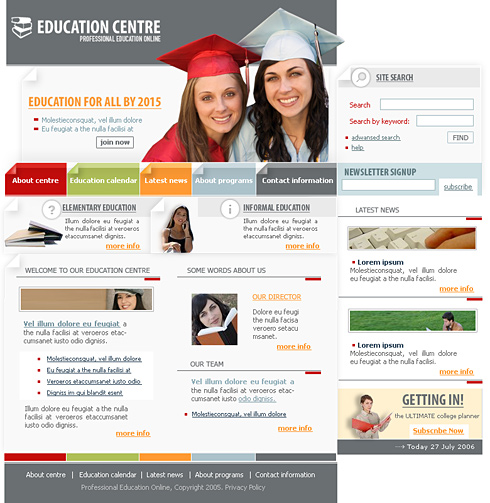 EDUCATION CENTRE
PROFESSIONAL EDUCATION ONLINE
EDUCATION FOR ALL BY 2015
Molestieconsquat, vel illum dolore
Eu feugiat a the nulla facilisi at
join now
About centre
Education calendar
Latest news
About programs
Contact information
ELEMENTARY EDUCATION
Illum dolore eu feugiat a
the nulla facilisi at veroeros
etaccumsanet digniss.
more info
INFORMAL EDUCATION
Illum dolore eu feugiat a
the nulla facilisi at veroeros
etaccumsanet digniss.
more info
WELCOME TO OUR EDUCATION CENTRE
Vel illum dolore eu feugiat a
the nulla facilisi at veroeros etac-
cumsanet iusto odio digniss.
Molestieconsquat, vel illum dolore
Eu feugiat a the nulla facilisi at
Veroeros etaccumsanet iusto odio
Digniss im qui blandit esent
Illum dolore eu feugiat a the nulla
facilisi at veroeros etaccumsanet
iusto odio digniss.
more info
SOME WORDS ABOUT US
OUR DIRECTOR
Dolore eu feugi
the nulla facisa
veroero setacu
msanet.
more info
OUR TEAM
Vel illum dolore eu feugiat a
the nulla facilisi at veroeros etaccumsanet
iusto odio digniss.
Molestieconsquat, vel illum dolore
more info
SITE SEARCH
Search
Search by keyword:
adwansed search
help
FIND
NEWSLETTER SIGNUP
subscribe
LATEST NEWS
Lorem ipsum
Molestieconsquat, vel illum dolore
eu feugiat a the nulla facilisi at
more info
Lorem ipsum
Molestieconsquat, vel illum dolore
eu feugiat a the nulla facilisi at
more info
GETTING IN!
the ULTIMATE college planner
Subscribe Now
Today 27 July 2006
About centre | Education calendar | Latest news | About programs | Contact information
Professional Education Online, Copyright 2005. Privacy Policy